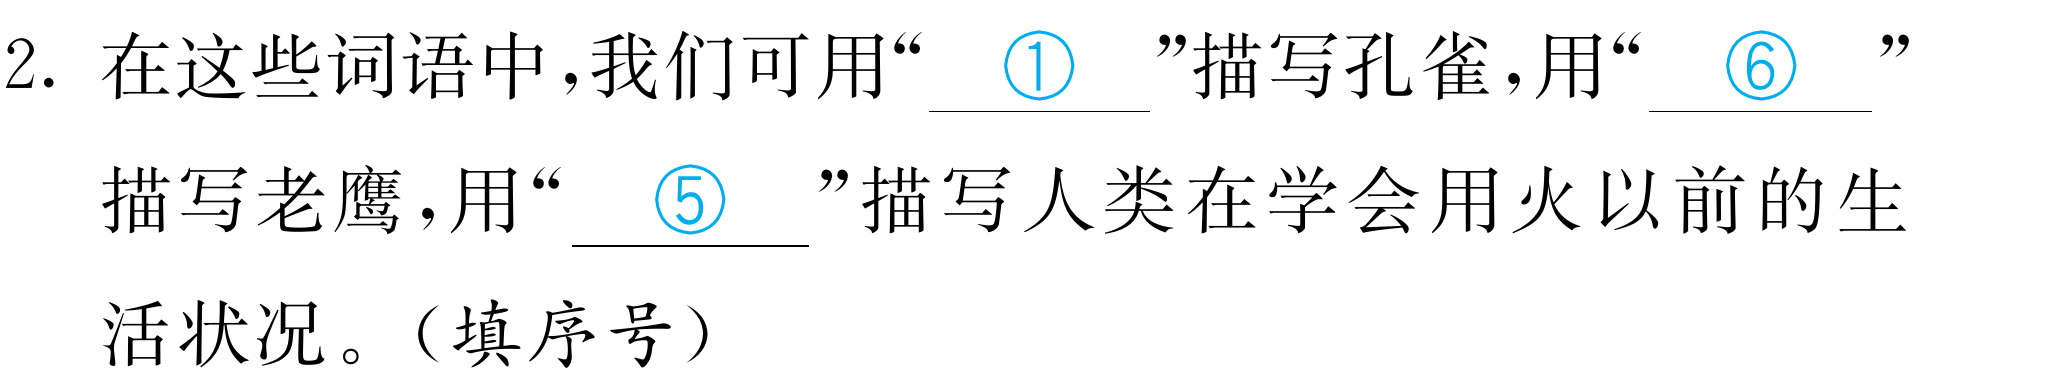 2. 在这些词语中,我们可用“ ① ”描写孔雀,用“ ⑥ ”
描写老鹰,用“ ⑤ ”描写人类在学会用火以前的生
活状况。(填序号)